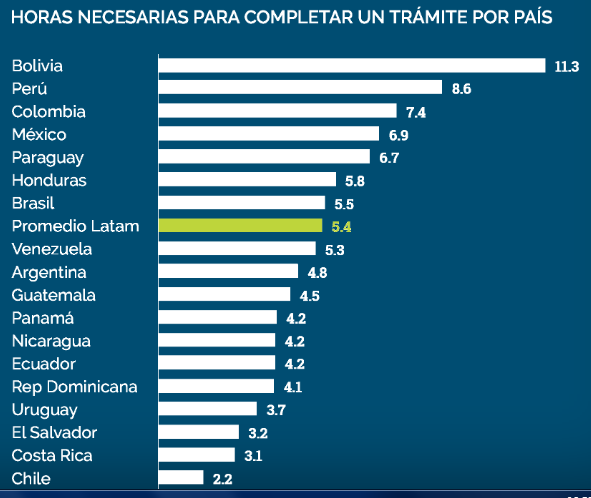 HORAS NECESARIAS PARA COMPLETAR UN TRÁMITE POR PAÍS
Bolivia 11.3
Perú 8.6
Colombia 7.4
México 6.9
Paraguay 6.7
Honduras 5.8
Brasil 5.5
Promedio Latam 5.4
Venezuela 5.3
Argentina 4.8
Guatemala 4.5
Panamá 4.2
Nicaragua 4.2
Ecuador 4.2
Rep Dominicana 4.1
Uruguay 3.7
El Salvador 3.2
Costa Rica 3.1
Chile 2.2